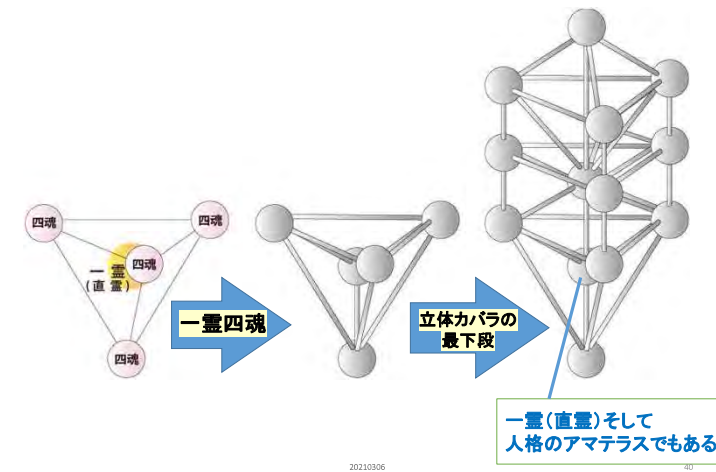 四魂
四魂
四魂
一 霊
(直 霊)
四魂
一霊四魂
立体カバラの
最下段
一霊(直霊)そして
人格のアマテラスでもある
20210306
40